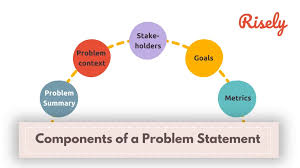 Risely
Stake-
holders
Problem
context
Goals
Problem
Summary
Metrics
Components of a Problem Statement